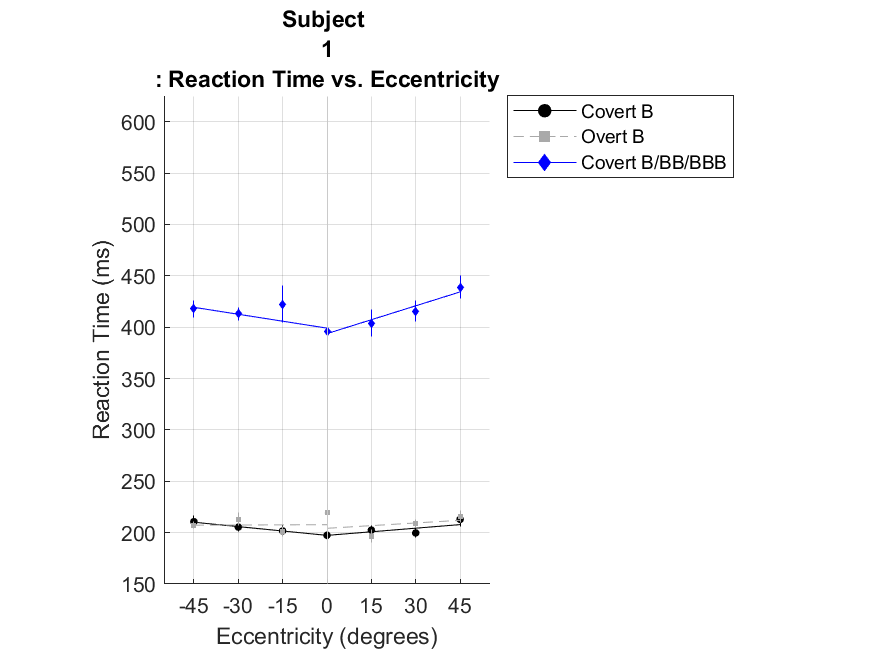 Subject
1
: Reaction Time vs. Eccentricity
Covert B
Overt B
Covert B/BB/BBB
Reaction Time (ms)
600
550
500
450
400
350
300
250
200
150
-45 -30 -15 0 15 30 45
Eccentricity (degrees)